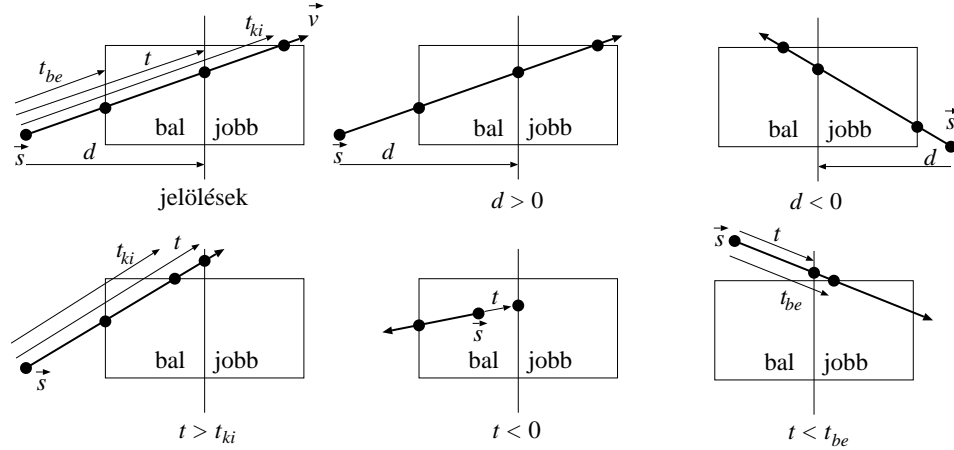 t_be t t_ki v⃗
bal jobb
s⃗ d
jelölések
bal jobb
s⃗ d
d > 0
bal jobb
s⃗
d
d < 0
t_ki t
bal jobb
s⃗
t > t_ki
t
s⃗
bal jobb
t < 0
s⃗ t
t_be
bal jobb
t < t_be